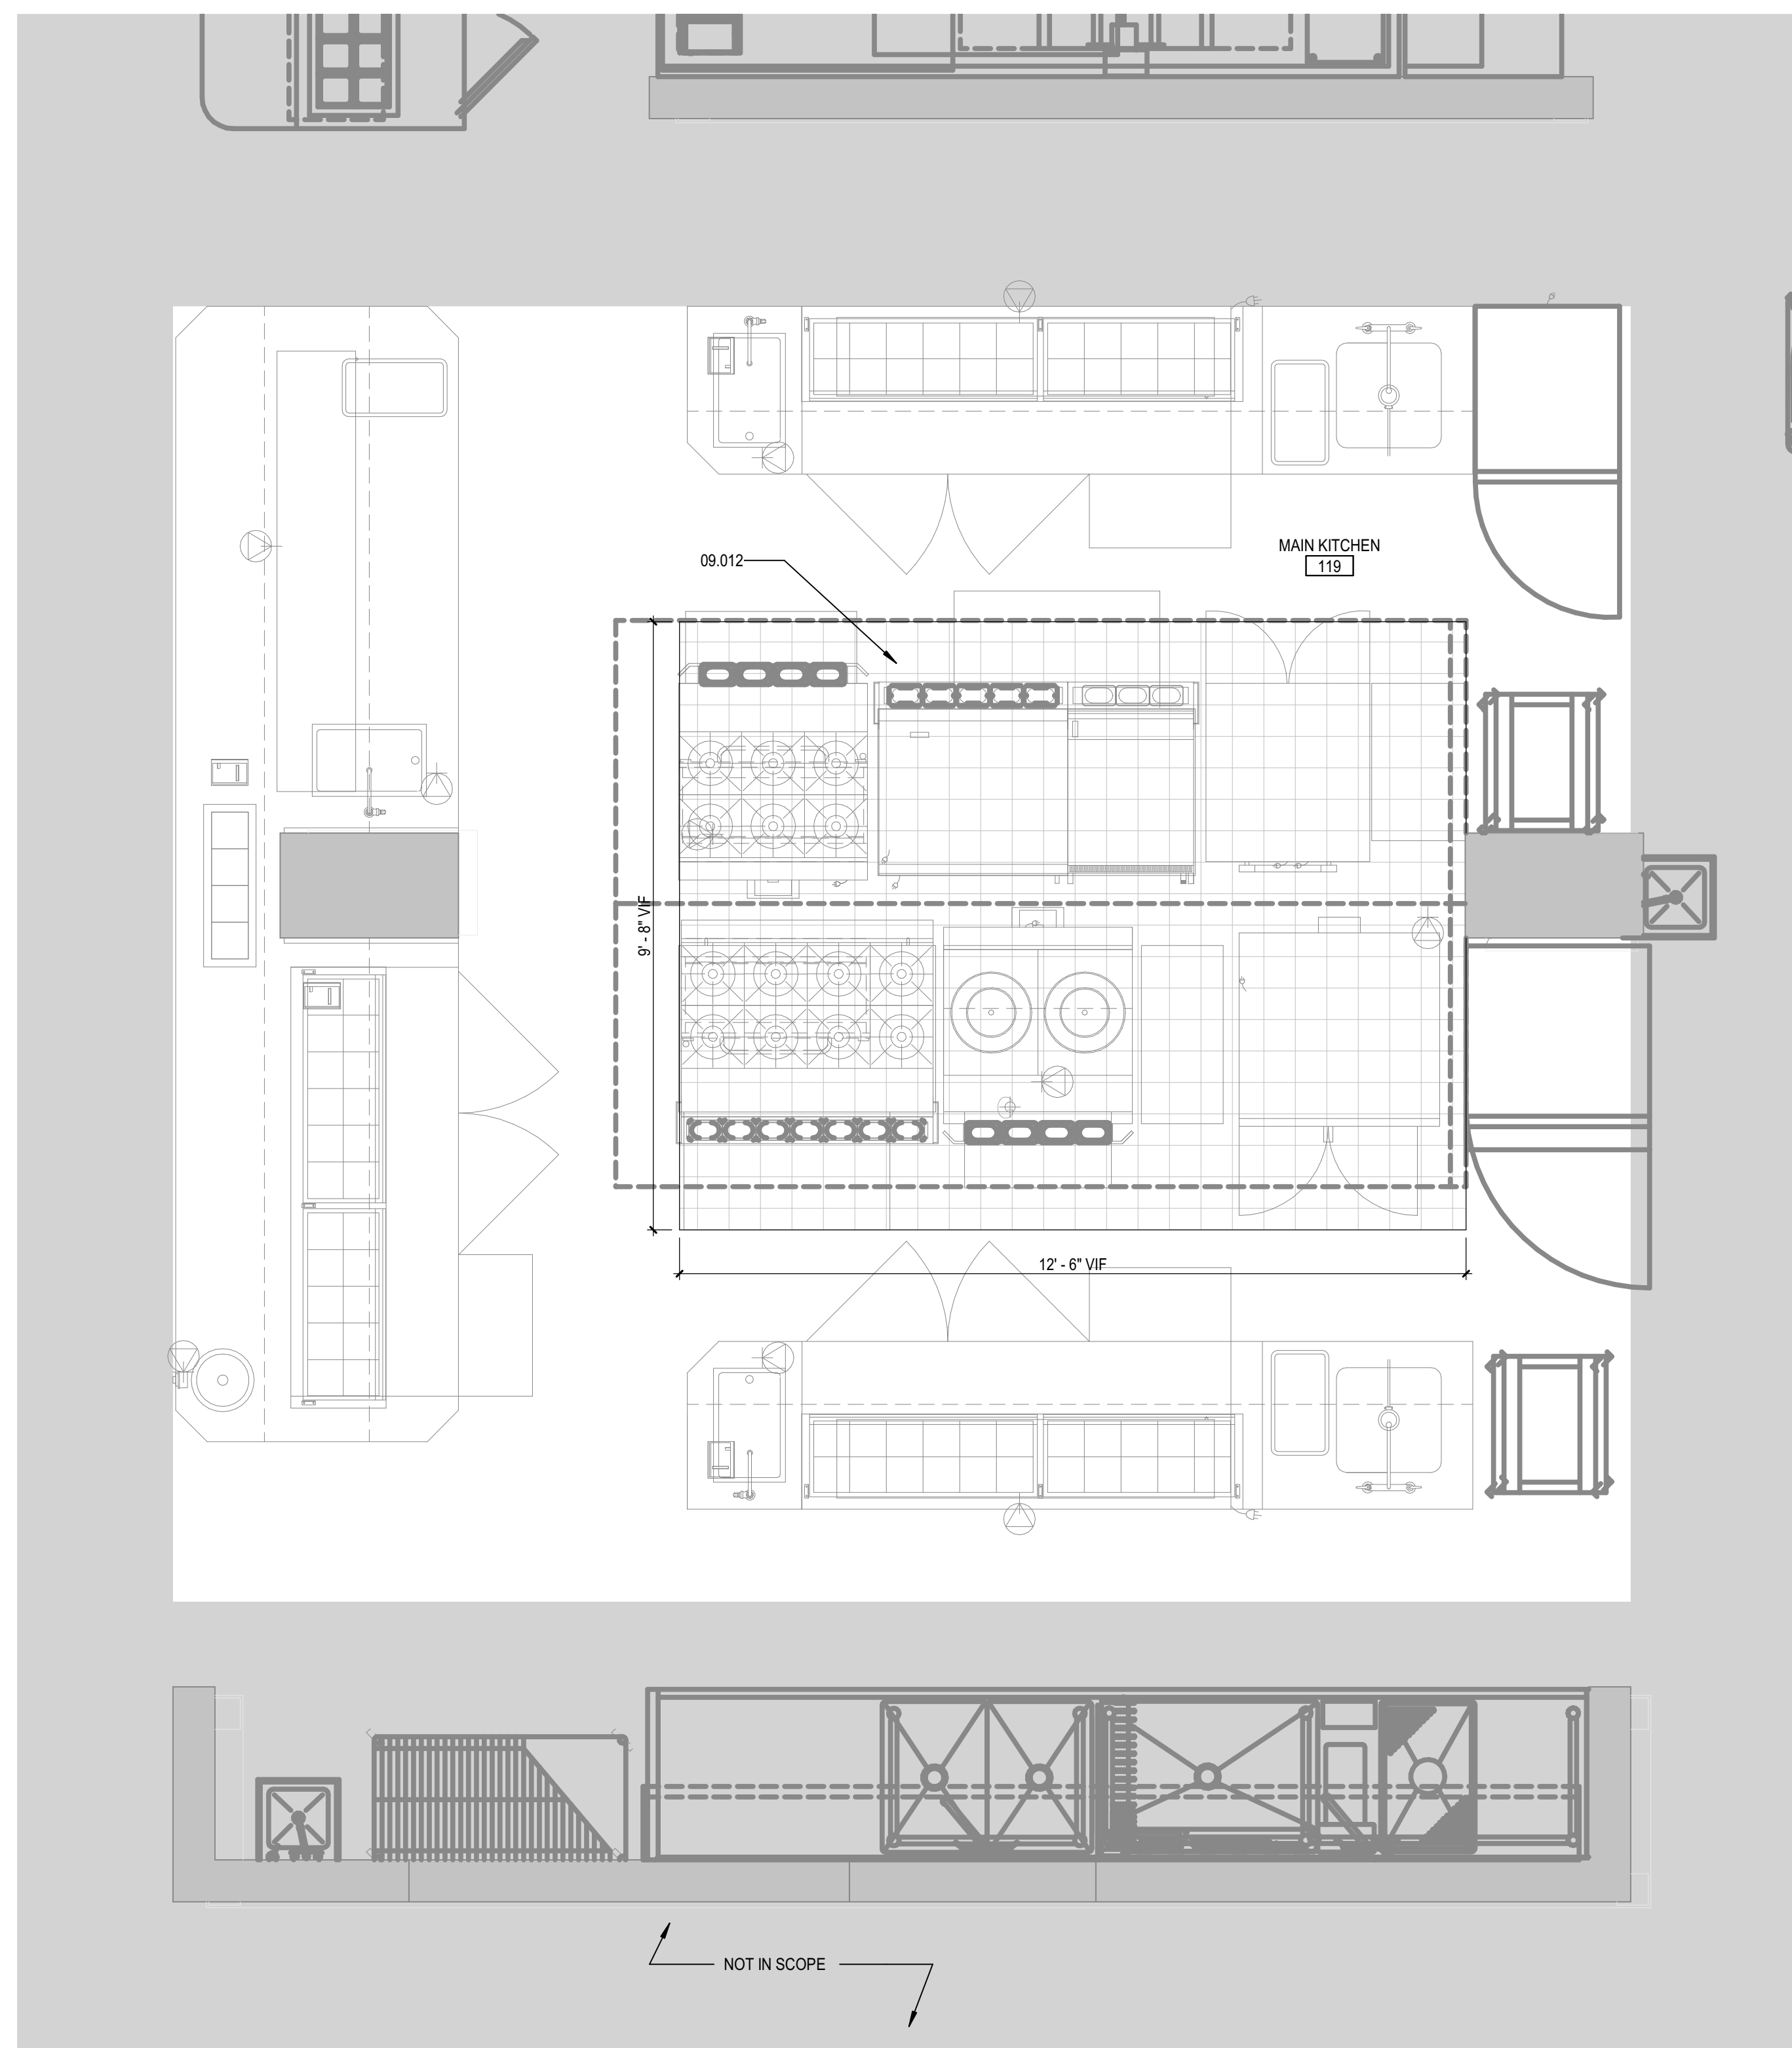 MAIN KITCHEN
119
09.012
9' - 8" VIF
12' - 6" VIF
NOT IN SCOPE